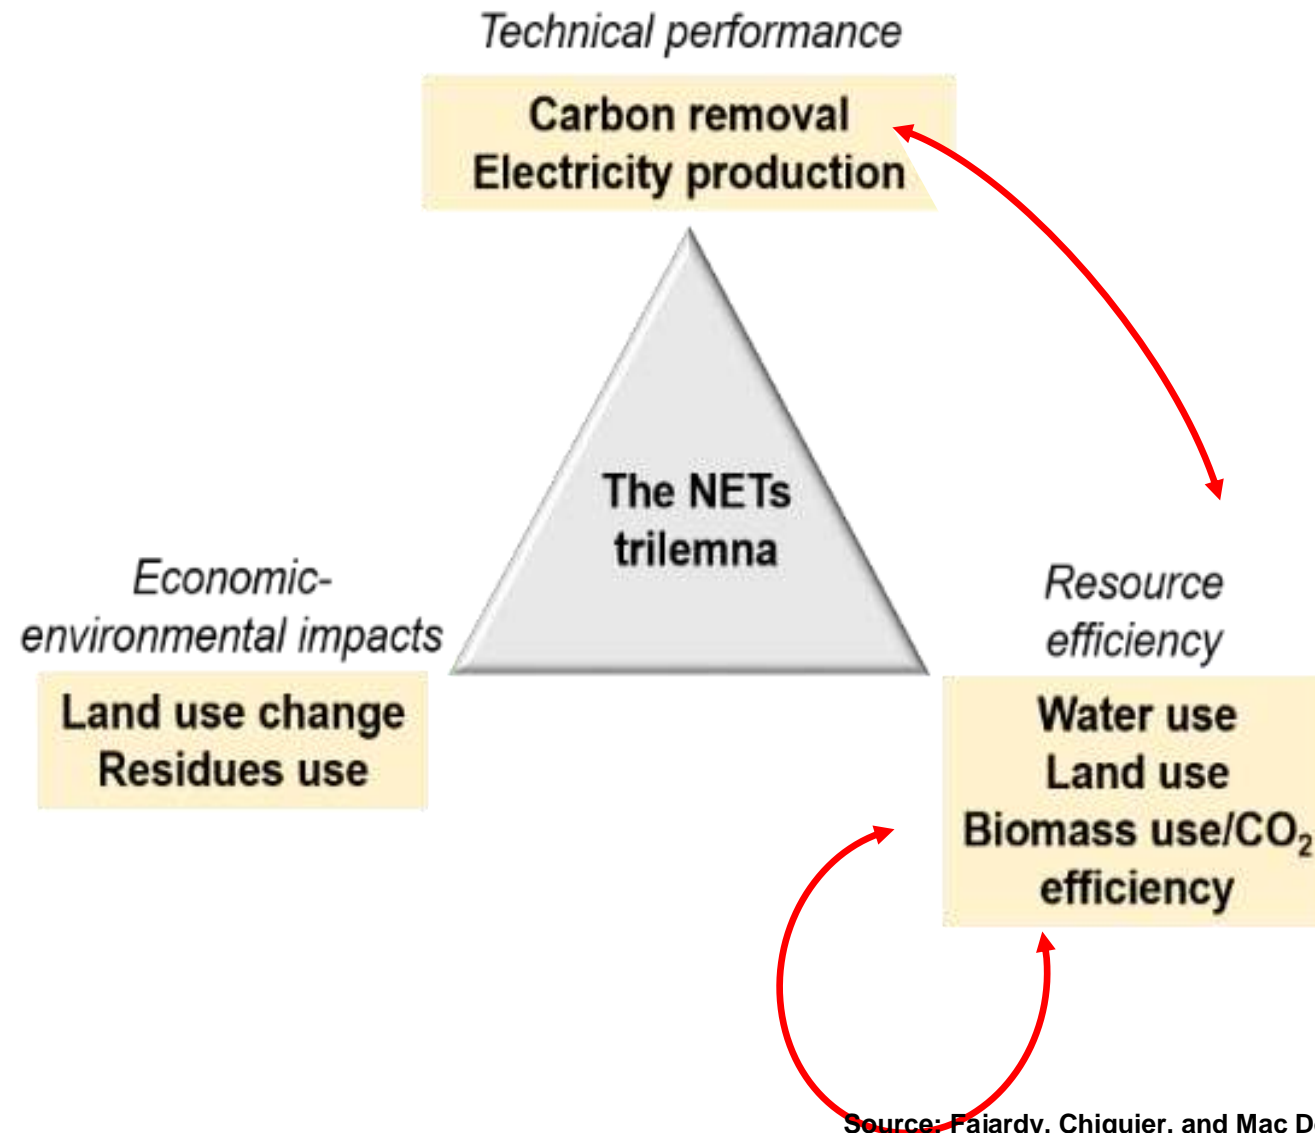 Technical performance
Carbon removal
Electricity production
The NETs
trilemna
Economic-
environmental impacts
Land use change
Residues use
Resource
efficiency
Water use
Land use
Biomass use/CO₂
efficiency
Source: Fajardy, Chiquier, and Mac D